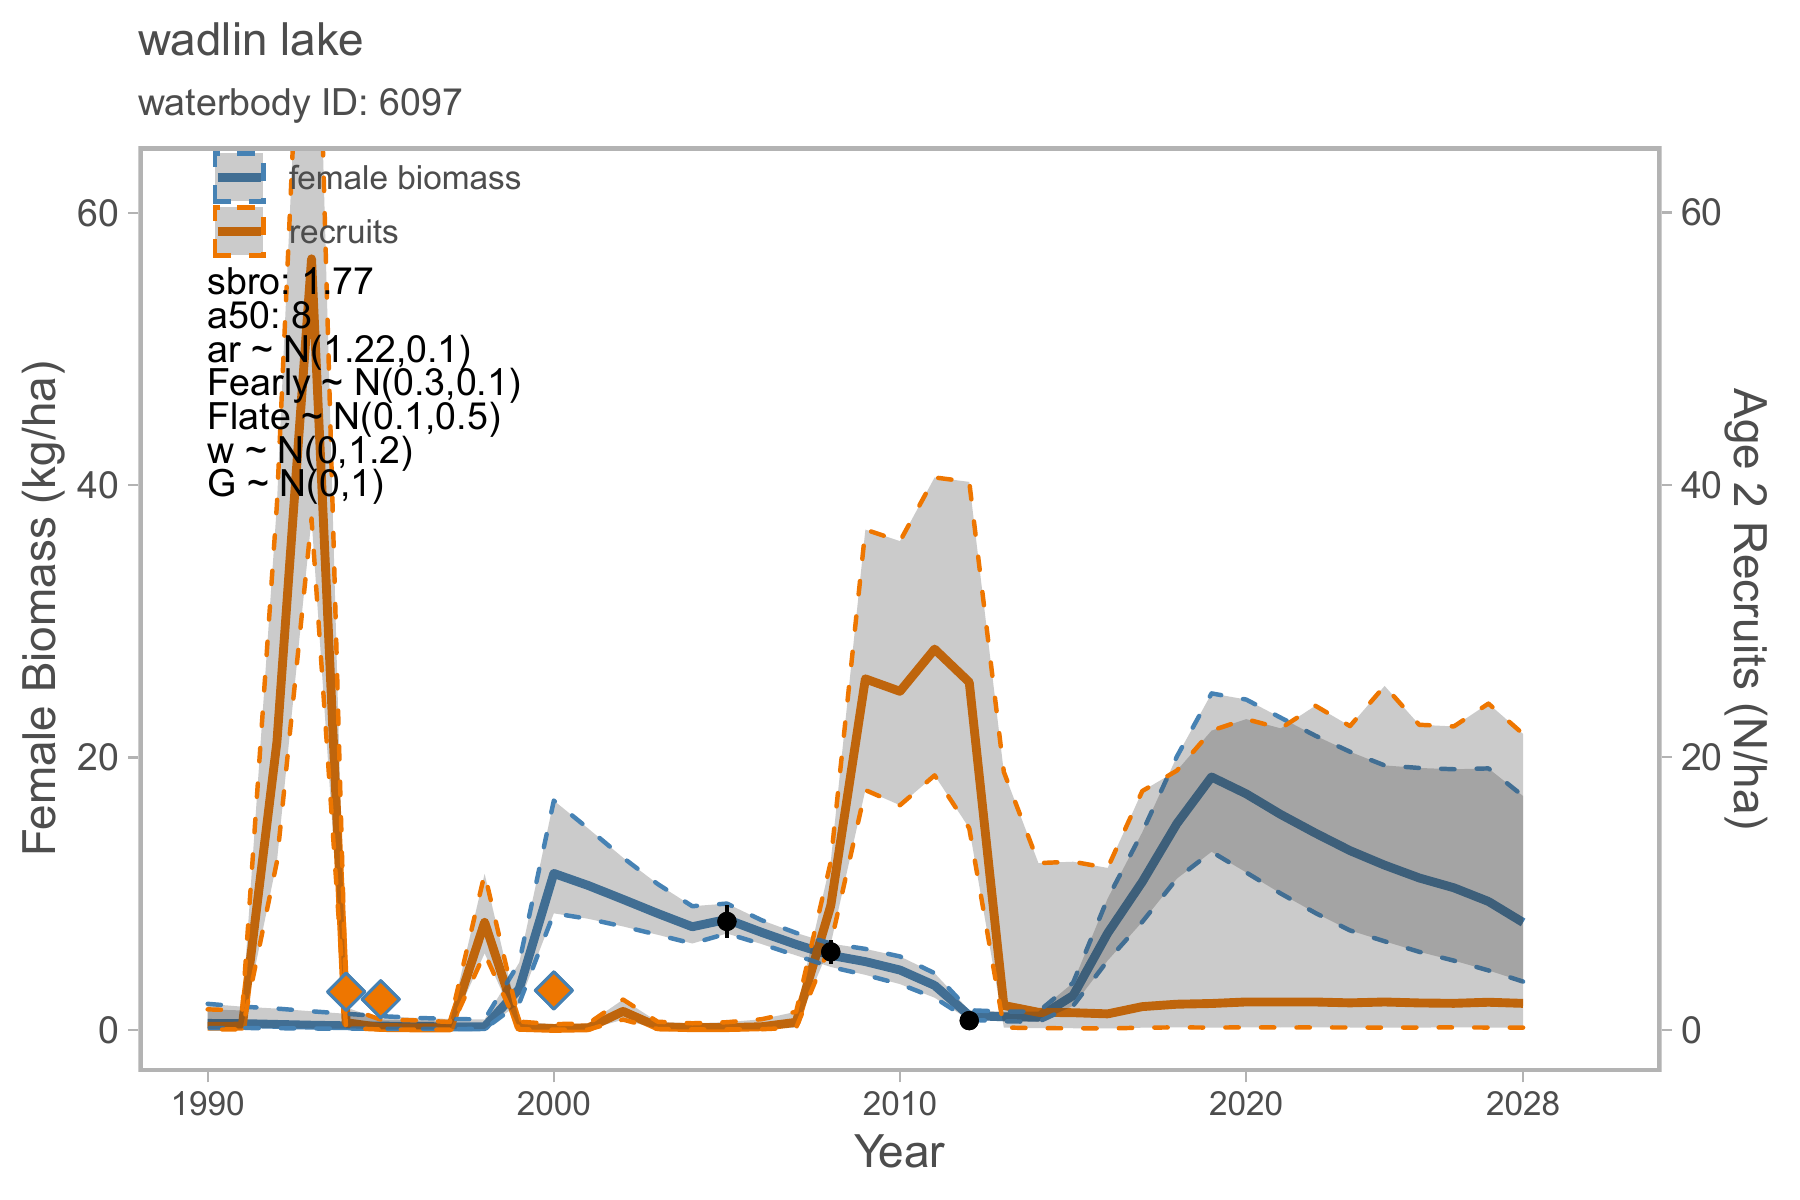 wadlin lake
waterbody ID: 6097
female biomass
recruits
sbro: 1.77
a50: 8
ar ~ N(1.22,0.1)
Fearly ~ N(0.3,0.1)
Flate ~ N(0.1,0.5)
w ~ N(0,1.2)
G ~ N(0,1)
Female Biomass (kg/ha)
60
40
20
0
60
40
20
0
Age 2 Recruits (N/ha)
1990 2000 2010 2020 2028
Year